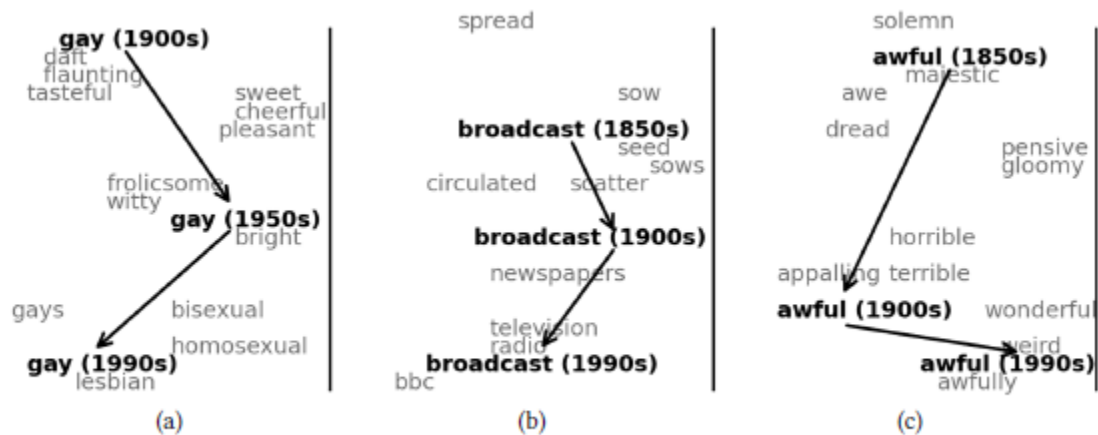 gay (1900s)
daft
flaunting
tasteful
sweet
cheerful
pleasant
frolicsome
witty
gay (1950s)
bright
gays
bisexual
homosexual
gay (1990s)
lesbian
(a)
spread
sow
broadcast (1850s)
seed
sows
circulated
scatter
broadcast (1900s)
newspapers
television
radio
broadcast (1990s)
bbc
(b)
solemn
awful (1850s)
majestic
awe
dread
pensive
gloomy
horrible
appalling
terrible
awful (1900s)
wonderful
weird
awful (1990s)
awfully
(c)